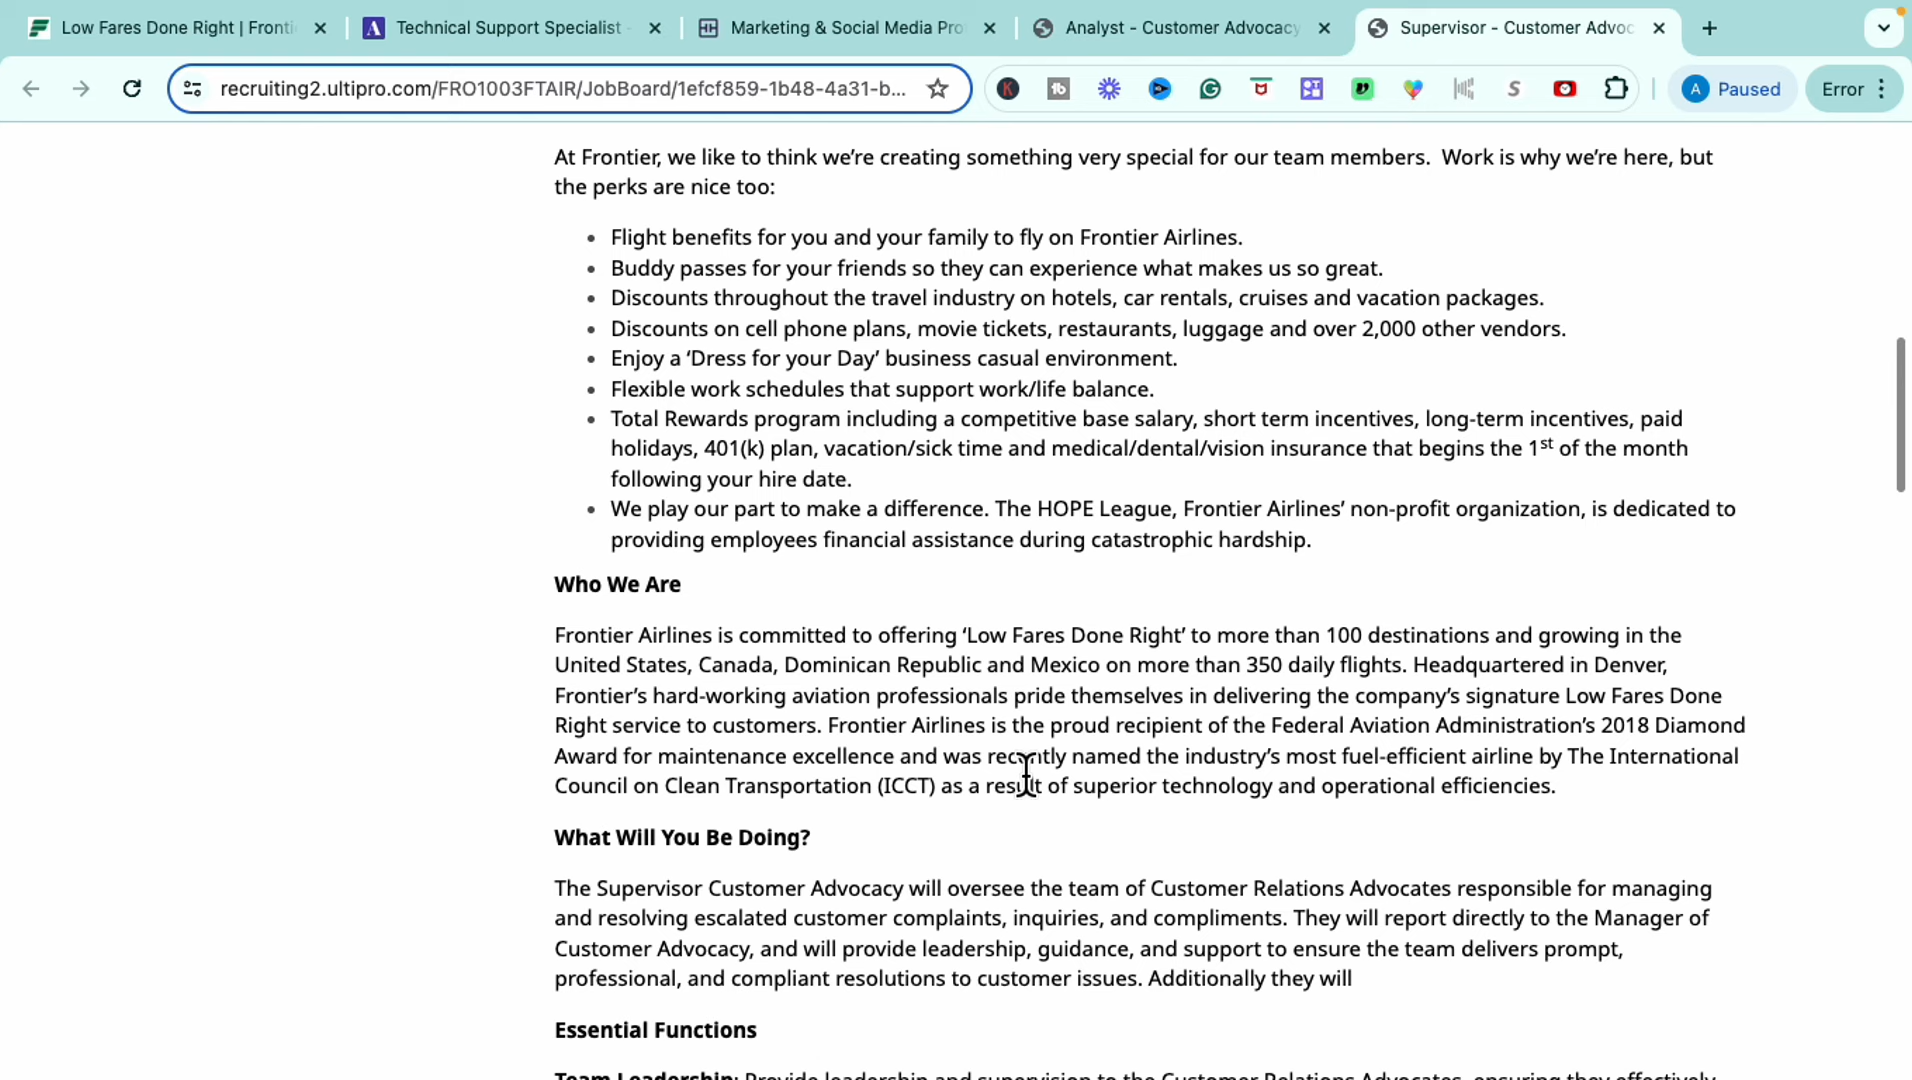 Low Fares Done Right | Fronti
Technical Support Specialist -
Marketing & Social Media Pro
Analyst - Customer Advocacy
Supervisor - Customer Advoc
recruiting2.ultipro.com/FRO1003FTAIR/JobBoard/1efcf859-1b48-4a31-b...
A Paused
Error
At Frontier, we like to think we’re creating something very special for our team members. Work is why we’re here, but
the perks are nice too:
• Flight benefits for you and your family to fly on Frontier Airlines.
• Buddy passes for your friends so they can experience what makes us so great.
• Discounts throughout the travel industry on hotels, car rentals, cruises and vacation packages.
• Discounts on cell phone plans, movie tickets, restaurants, luggage and over 2,000 other vendors.
• Enjoy a ‘Dress for your Day’ business casual environment.
• Flexible work schedules that support work/life balance.
• Total Rewards program including a competitive base salary, short term incentives, long-term incentives, paid
holidays, 401(k) plan, vacation/sick time and medical/dental/vision insurance that begins the 1st of the month
following your hire date.
• We play our part to make a difference. The HOPE League, Frontier Airlines’ non-profit organization, is dedicated to
providing employees financial assistance during catastrophic hardship.
Who We Are
Frontier Airlines is committed to offering ‘Low Fares Done Right’ to more than 100 destinations and growing in the
United States, Canada, Dominican Republic and Mexico on more than 350 daily flights. Headquartered in Denver,
Frontier’s hard-working aviation professionals pride themselves in delivering the company’s signature Low Fares Done
Right service to customers. Frontier Airlines is the proud recipient of the Federal Aviation Administration’s 2018 Diamond
Award for maintenance excellence and was recently named the industry’s most fuel-efficient airline by The International
Council on Clean Transportation (ICCT) as a result of superior technology and operational efficiencies.
What Will You Be Doing?
The Supervisor Customer Advocacy will oversee the team of Customer Relations Advocates responsible for managing
and resolving escalated customer complaints, inquiries, and compliments. They will report directly to the Manager of
Customer Advocacy, and will provide leadership, guidance, and support to ensure the team delivers prompt,
professional, and compliant resolutions to customer issues. Additionally they will
Essential Functions
Team Leadership: Provide leadership and supervision to the Customer Relations Advocates, ensuring they effectively